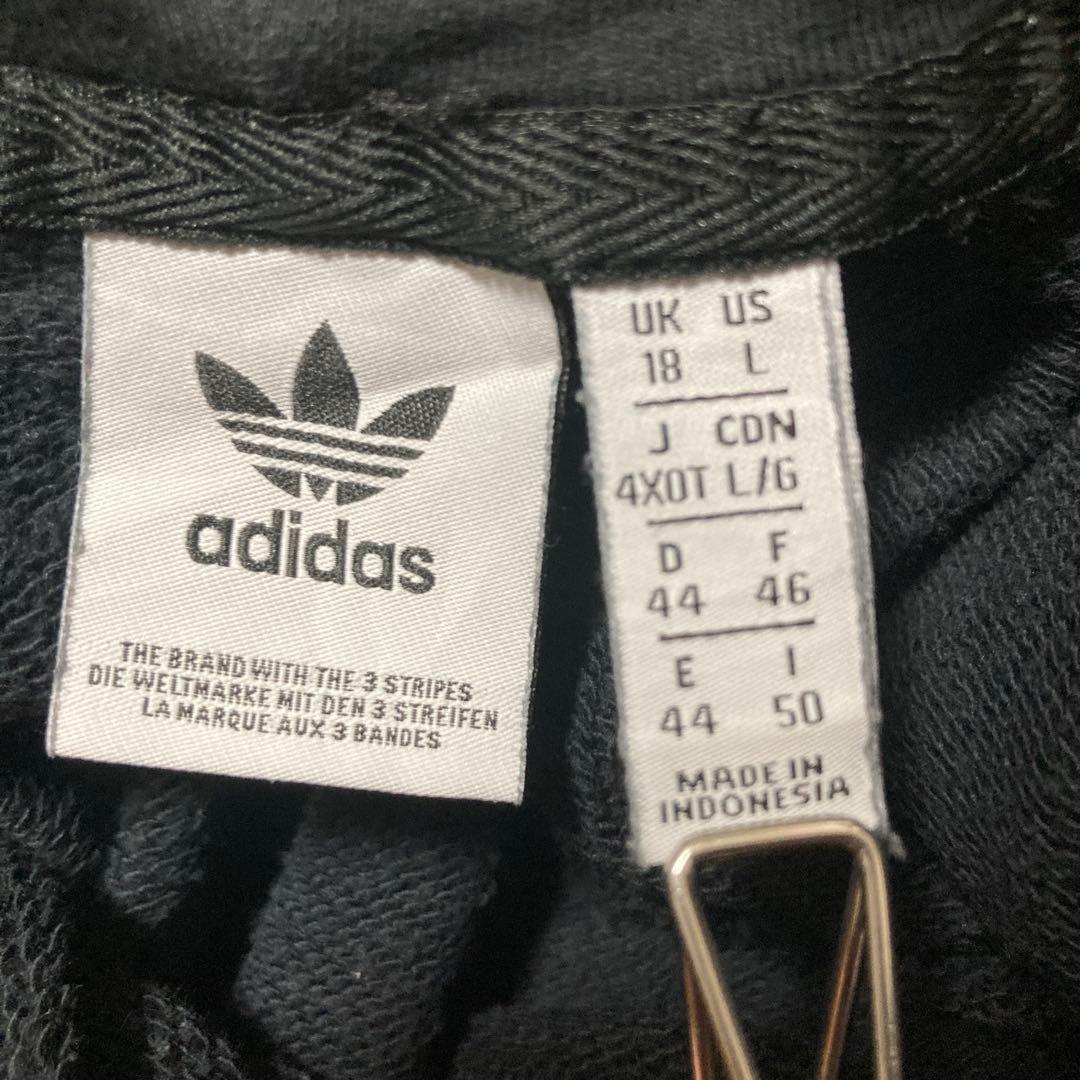 adidas
THE BRAND WITH THE 3 STRIPES
DIE WELTMARKE MIT DEN 3 STREIFEN
LA MARQUE AUX 3 BANDES
UK US
18 L
J CDN
4XOT L/G
D F
44 46
E I
44 50
MADE IN
INDONESIA